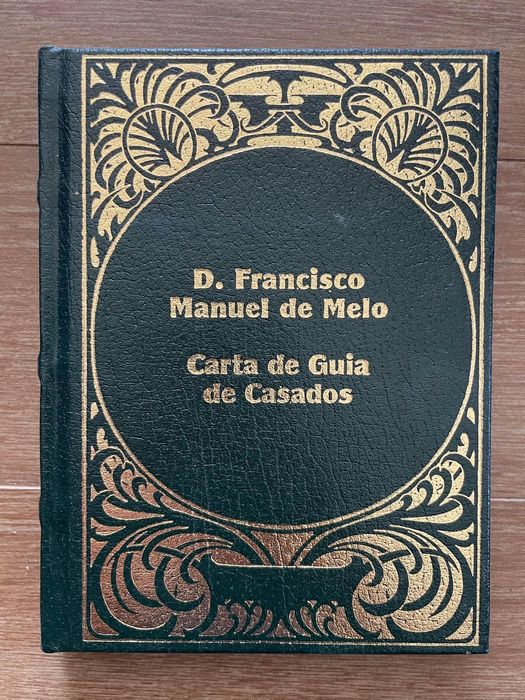 D. Francisco
Manuel de Melo
Carta de Guia
de Casados